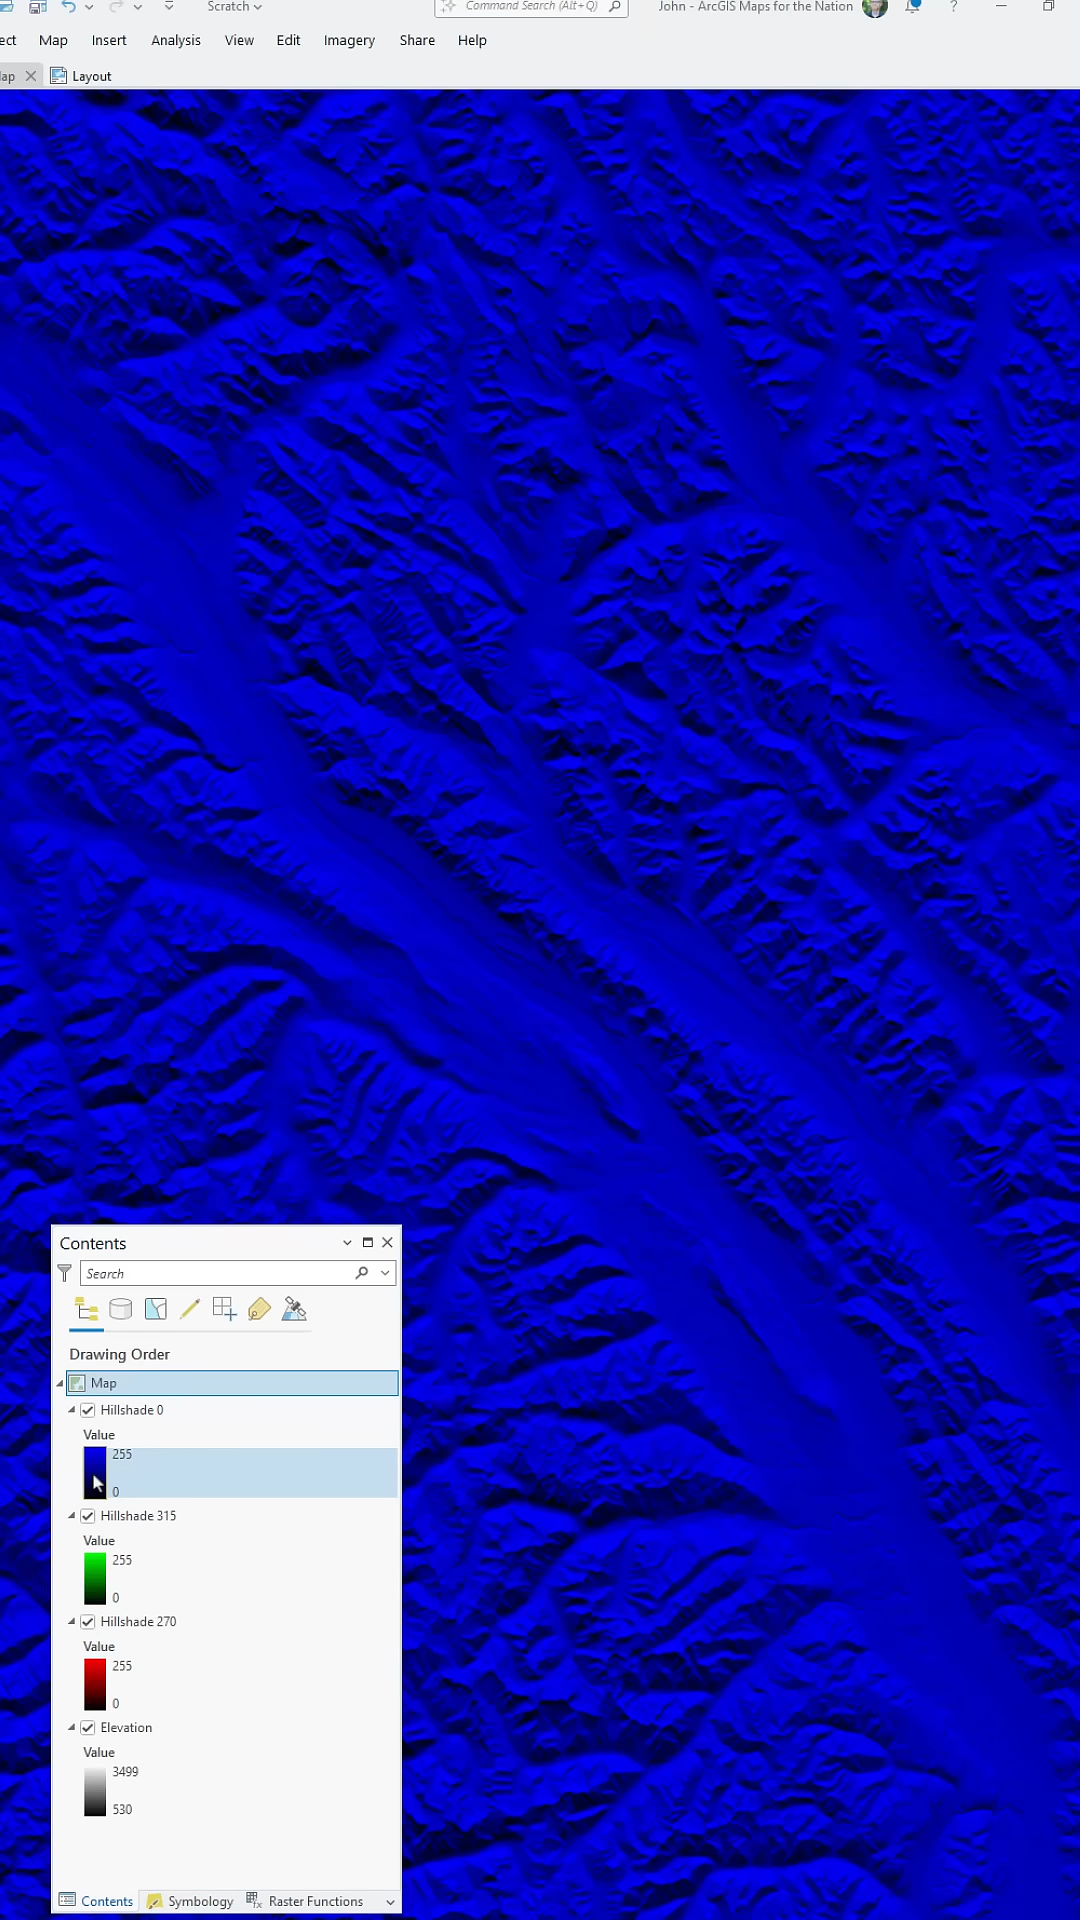 Scratch
Command Search (Alt+Q)
John - ArcGIS Maps for the Nation
?
ect Map Insert Analysis View Edit Imagery Share Help
ap Layout
Contents
Search
Drawing Order
Map
Hillshade 0
Value
255
0
Hillshade 315
Value
255
0
Hillshade 270
Value
255
0
Elevation
Value
3499
530
Contents Symbology Raster Functions